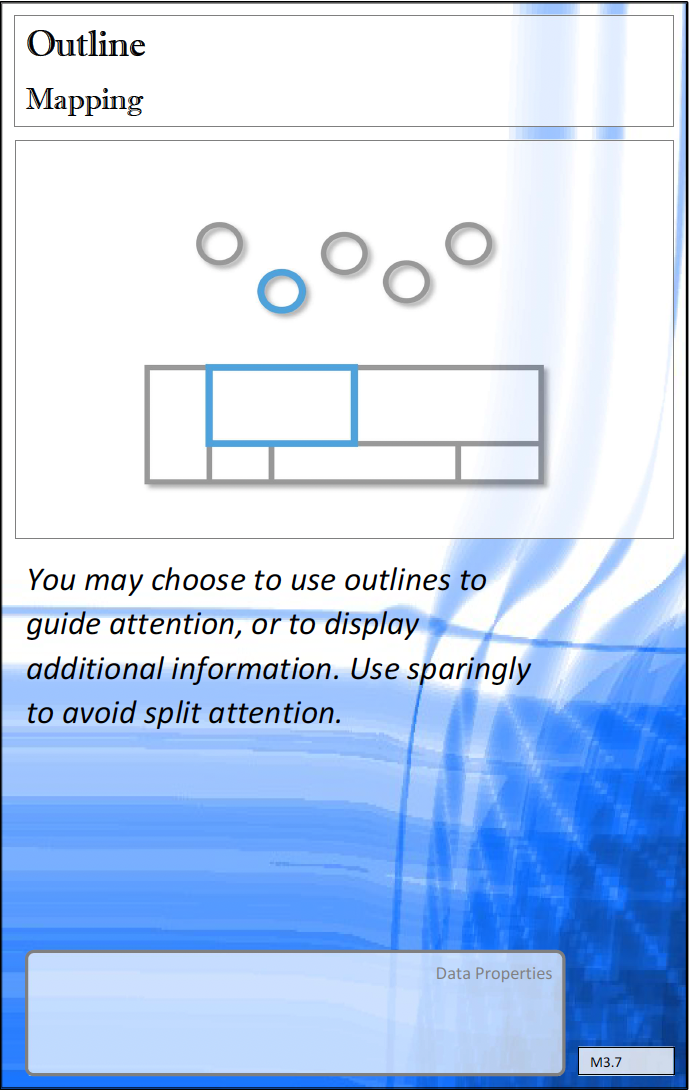 Outline
Mapping
You may choose to use outlines to
guide attention, or to display
additional information. Use sparingly
to avoid split attention.
Data Properties
M3.7